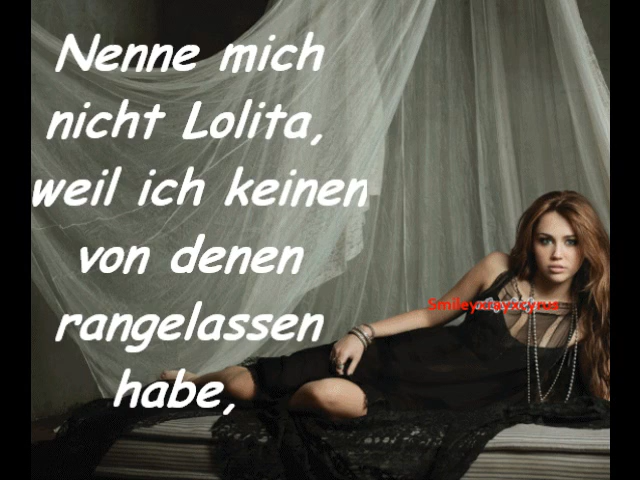 Nenne mich
nicht Lolita,
weil ich keinen
von denen
rangelassen
habe,